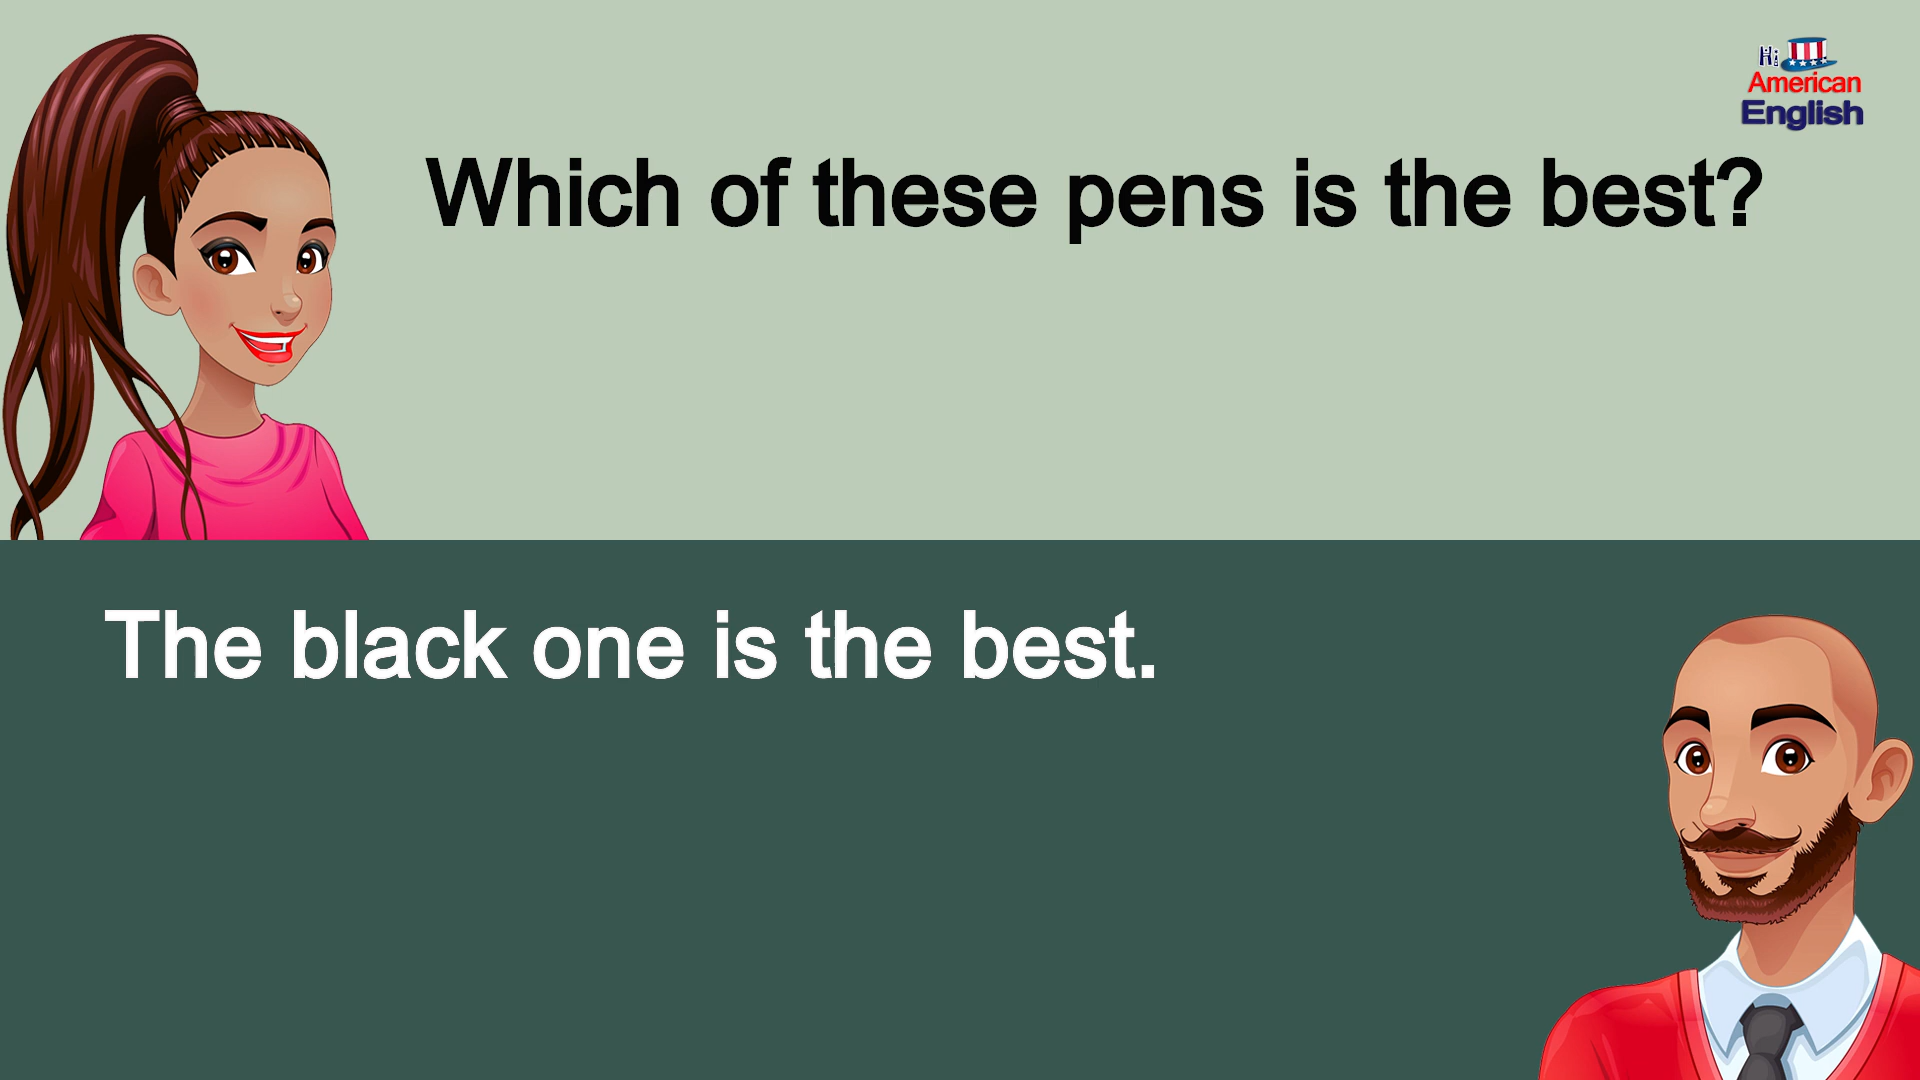 Hi
American
English
Which of these pens is the best?
The black one is the best.